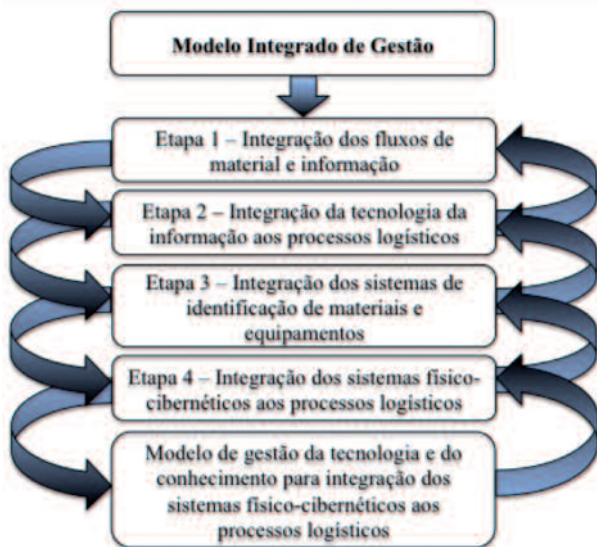 Modelo Integrado de Gestão
Etapa 1 – Integração dos fluxos de
material e informação
Etapa 2 – Integração da tecnologia da
informação aos processos logísticos
Etapa 3 – Integração dos sistemas de
identificação de materiais e
equipamentos
Etapa 4 – Integração dos sistemas físico-
cibernéticos aos processos logísticos
Modelo de gestão da tecnologia e do
conhecimento para integração dos
sistemas físico-cibernéticos aos
processos logísticos